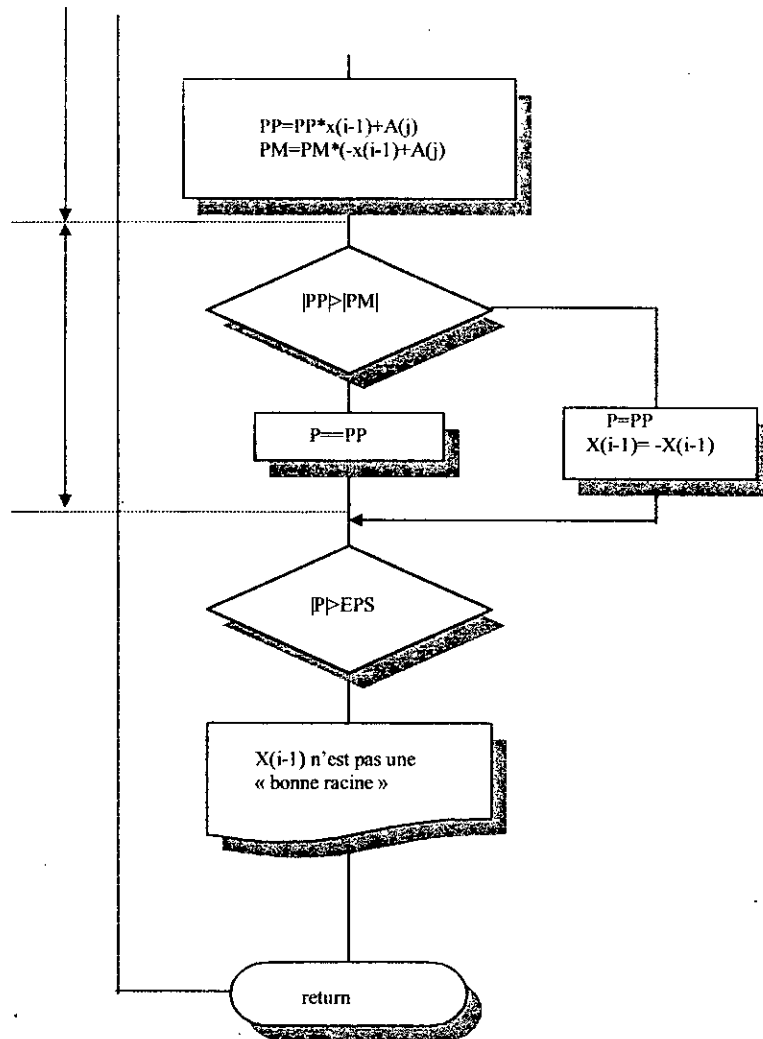 PP=PP*x(i-1)+A(j)
PM=PM*(-x(i-1)+A(j)
|PP|>|PM|
P==PP
P=PP
X(i-1)= -X(i-1)
|P|>EPS
X(i-1) n'est pas une
« bonne racine »
return